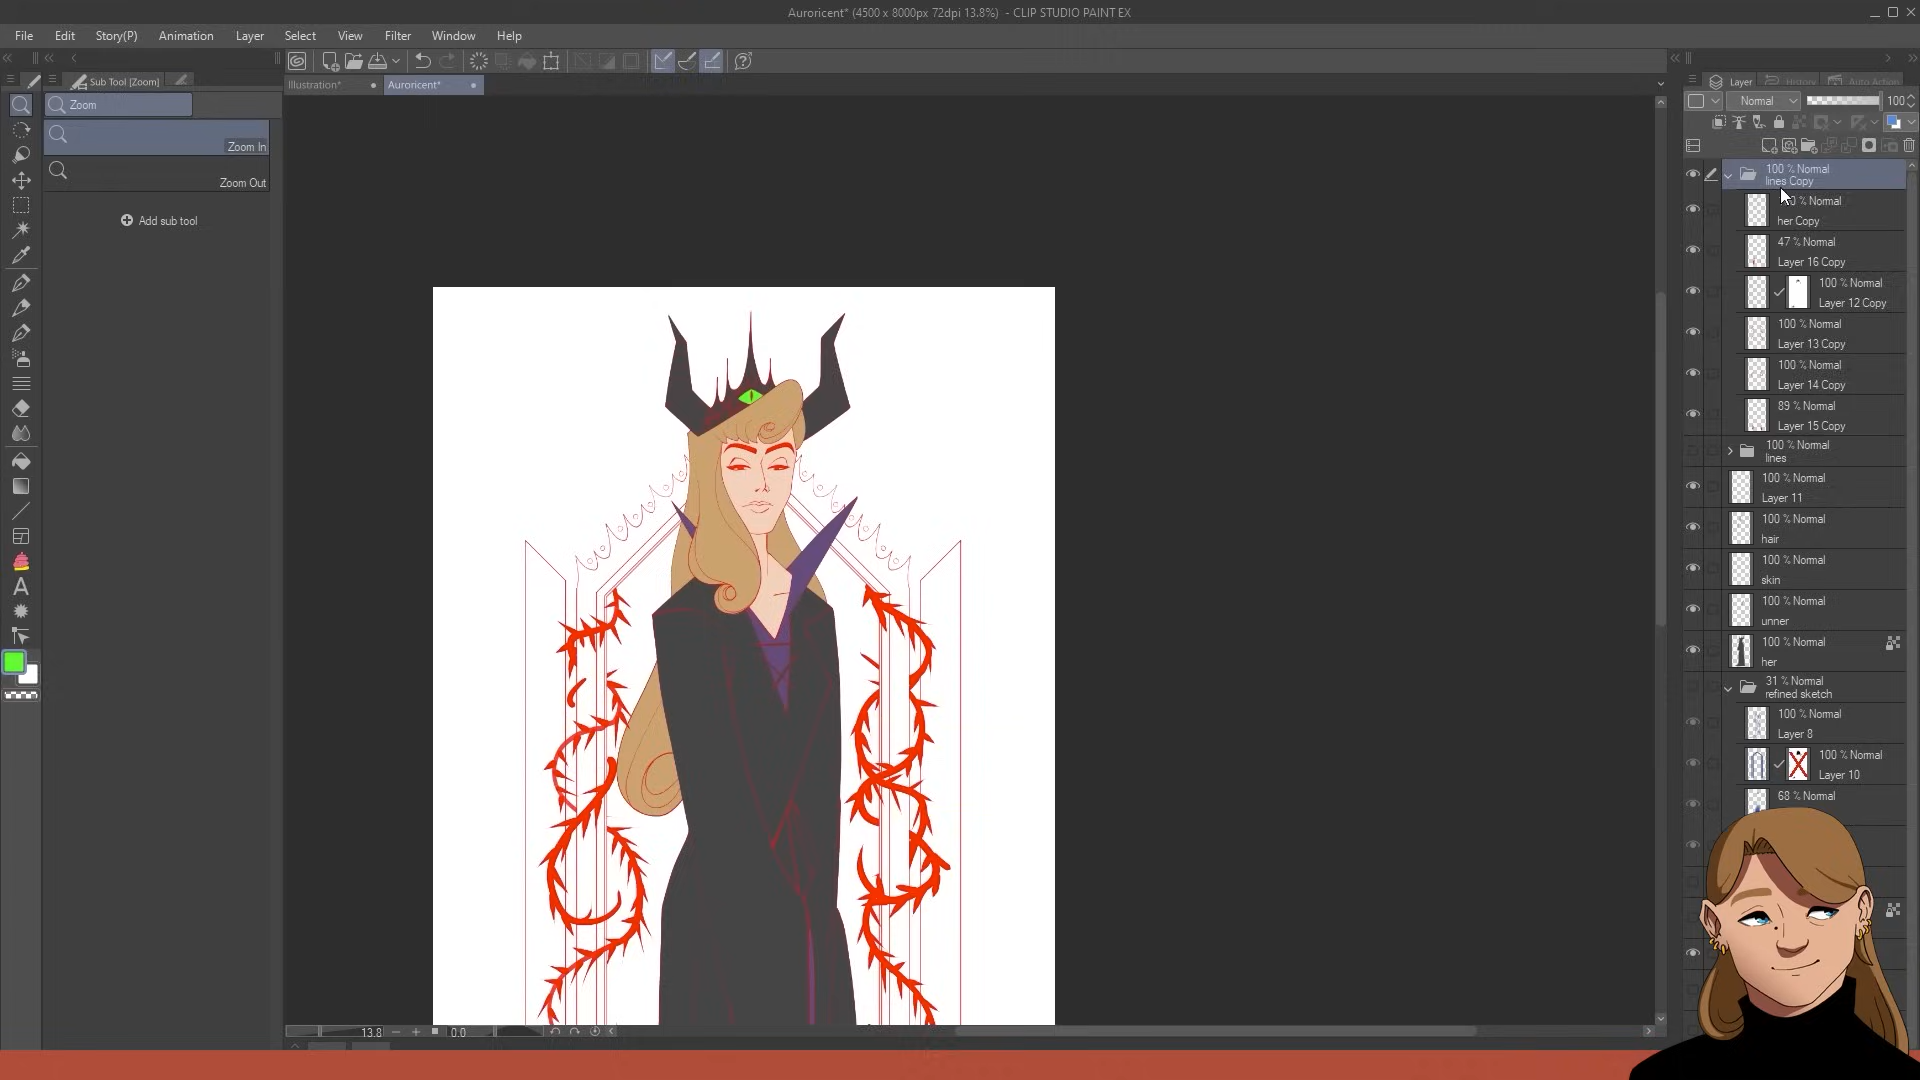 Auroricent* (4500 x 8000px 72dpi 13.8%) - CLIP STUDIO PAINT EX
File Edit Story(P) Animation Layer Select View Filter Window Help
Sub Tool [Zoom]
Layer History Auto Action
Illustration* Auroricent*
Zoom
Normal 100
Zoom In
Zoom Out
Add sub tool
100 % Normal
lines Copy
% Normal
her Copy
47 % Normal
Layer 16 Copy
100 % Normal
Layer 12 Copy
100 % Normal
Layer 13 Copy
100 % Normal
Layer 14 Copy
89 % Normal
Layer 15 Copy
100 % Normal
lines
100 % Normal
Layer 11
100 % Normal
hair
100 % Normal
skin
100 % Normal
unner
100 % Normal
her
31 % Normal
refined sketch
100 % Normal
Layer 8
100 % Normal
Layer 10
68 % Normal
A
13.8 0.0